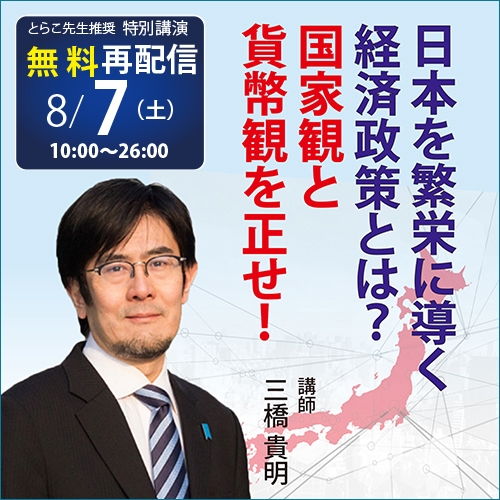 とらこ先生推奨 特別講演
無料再配信
8/7（土）
10:00～26:00
日本を繁栄に導く
経済政策とは？
国家観と
貨幣観を正せ！
講師
三橋貴明